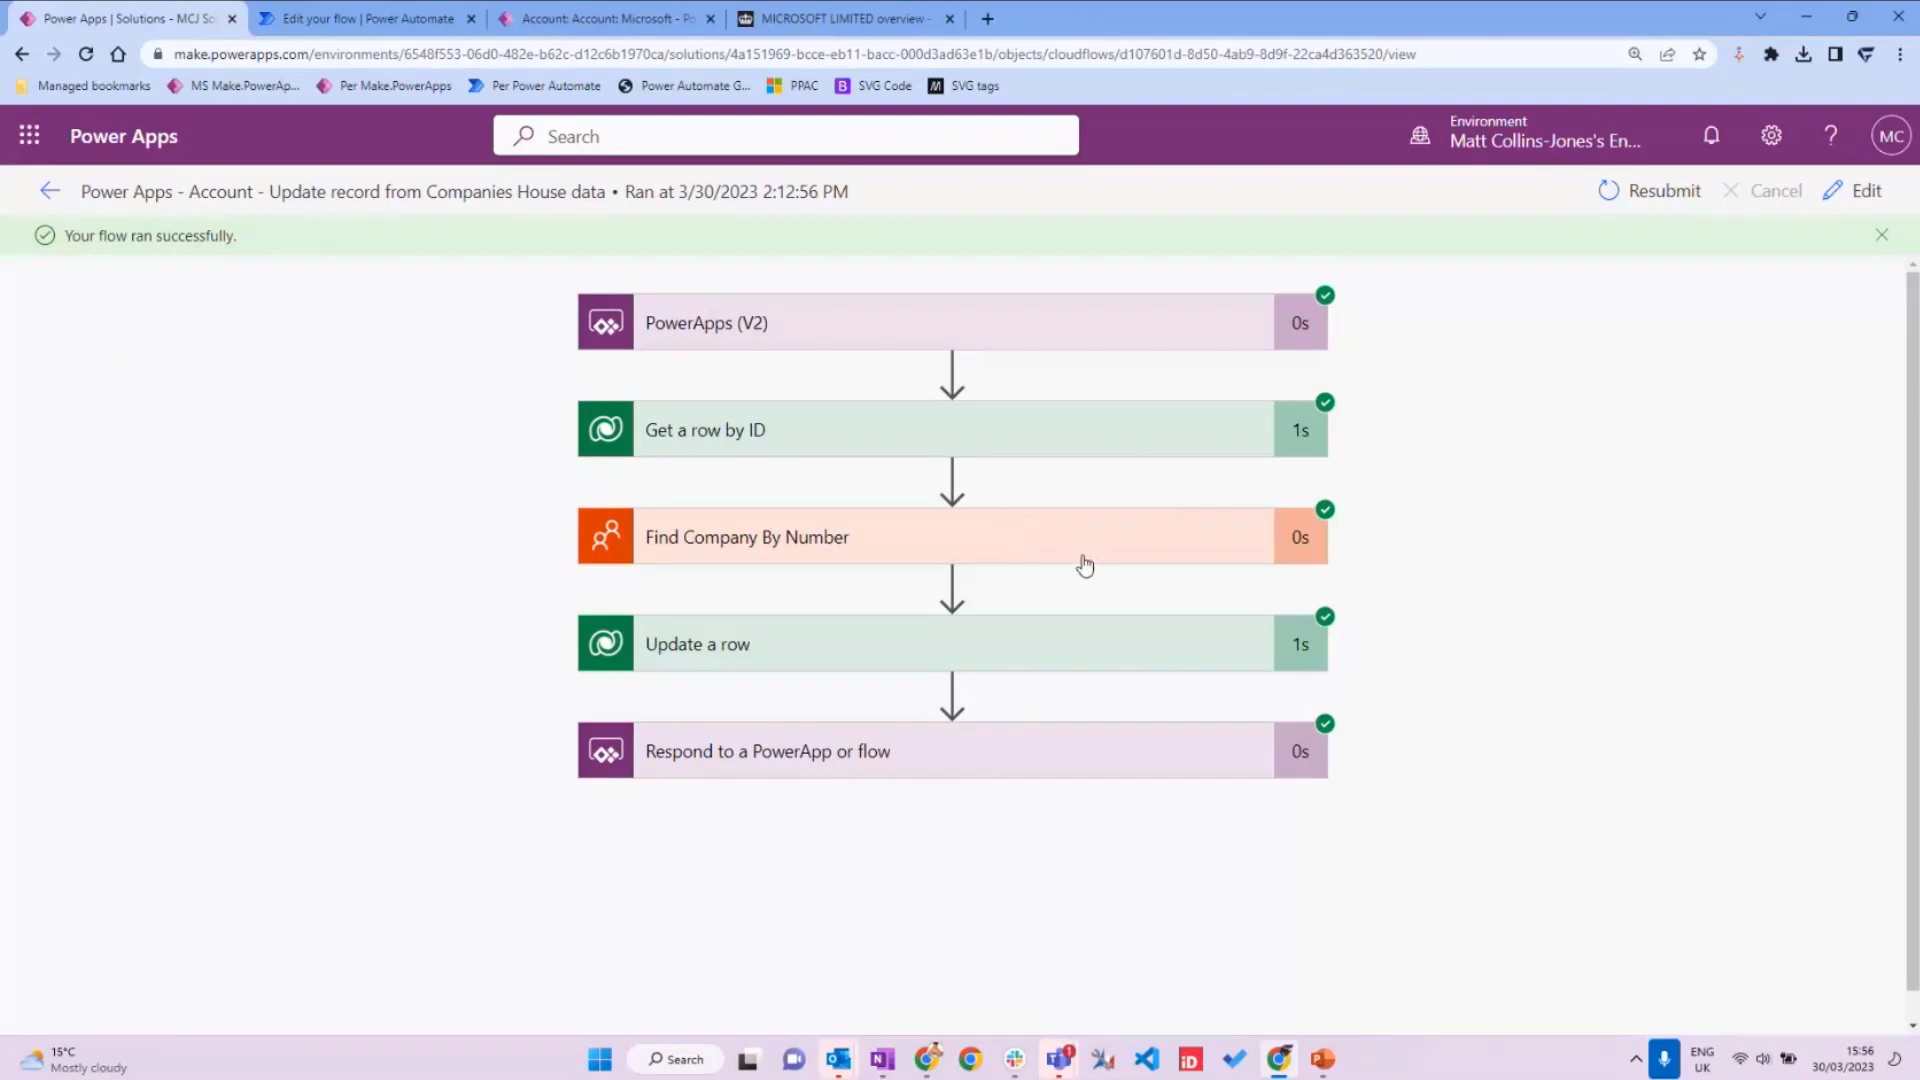 Power Apps | Solutions - MCJ So
Edit your flow | Power Automate
Account: Account: Microsoft - Po
MICROSOFT LIMITED overview -
make.powerapps.com/environments/6548f553-06d0-482e-b62c-d12c6b1970ca/solutions/4a151969-bcce-eb11-bacc-000d3ad63e1b/objects/cloudflows/d107601d-8d50-4ab9-8d9f-22ca4d363520/view
Managed bookmarks
MS Make.PowerAp...
Per Make.PowerApps
Per Power Automate
Power Automate G...
PPAC
B
SVG Code
M
SVG tags
Power Apps
Search
Environment
Matt Collins-Jones's En...
?
MC
Power Apps - Account - Update record from Companies House data • Ran at 3/30/2023 2:12:56 PM
Resubmit
Cancel
Edit
Your flow ran successfully.
PowerApps (V2)
0s
Get a row by ID
1s
Find Company By Number
0s
Update a row
1s
Respond to a PowerApp or flow
0s
15°C
Mostly cloudy
Search
N
1
iD
P
ENG
UK
15:56
30/03/2023